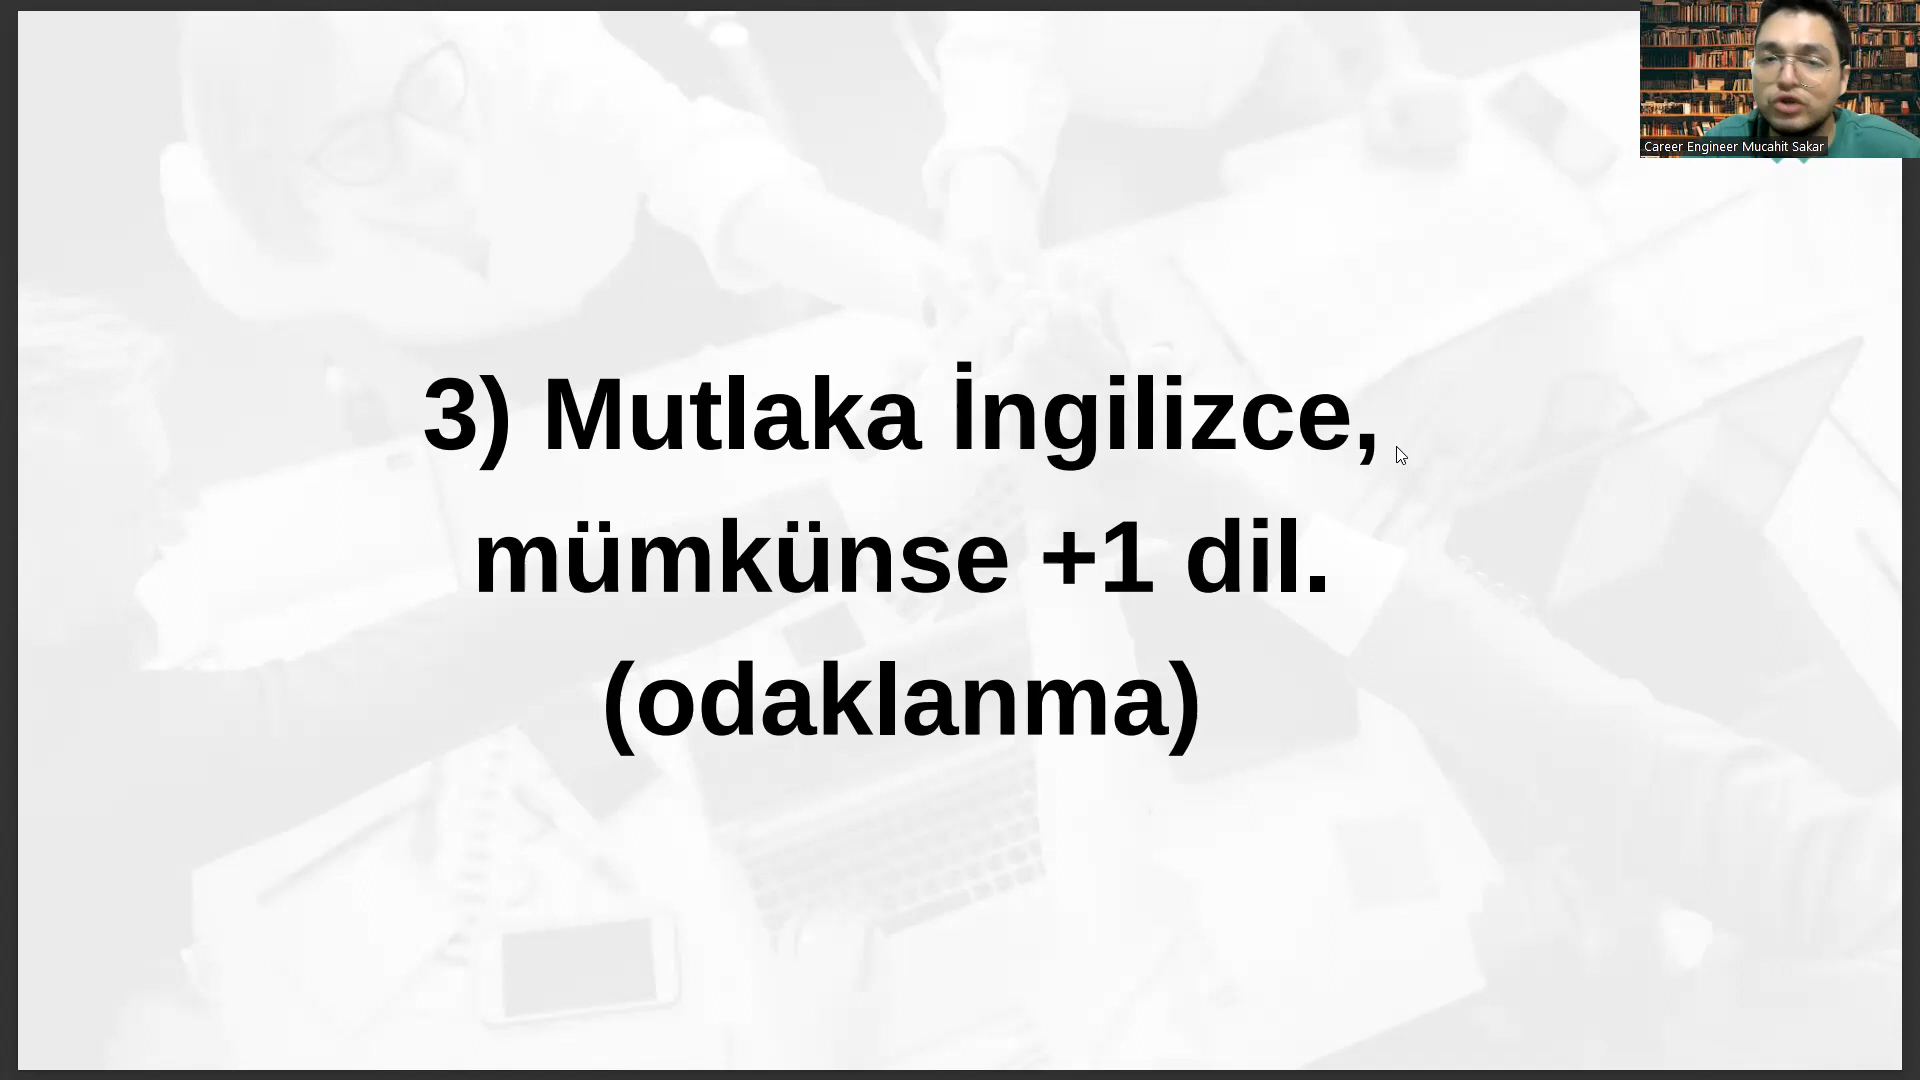 Career Engineer Mucahit Sakar
3) Mutlaka İngilizce,
mümkünse +1 dil.
(odaklanma)